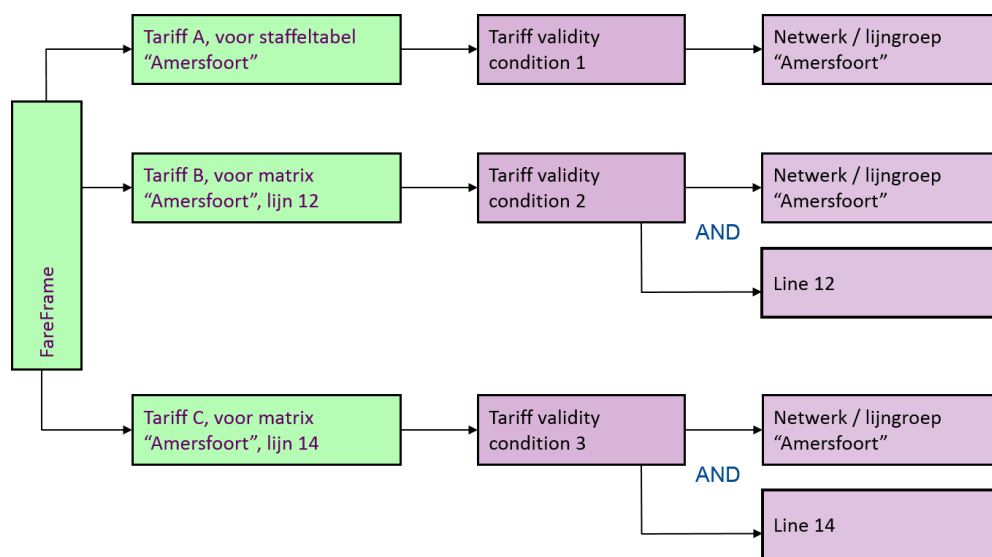 Tariff A, voor staffeltabel
“Amersfoort”
Tariff validity
condition 1
Netwerk / lijngroep
“Amersfoort”
FareFrame
Tariff B, voor matrix
“Amersfoort”, lijn 12
Tariff validity
condition 2
Netwerk / lijngroep
“Amersfoort”
AND
Line 12
Tariff C, voor matrix
“Amersfoort”, lijn 14
Tariff validity
condition 3
Netwerk / lijngroep
“Amersfoort”
AND
Line 14